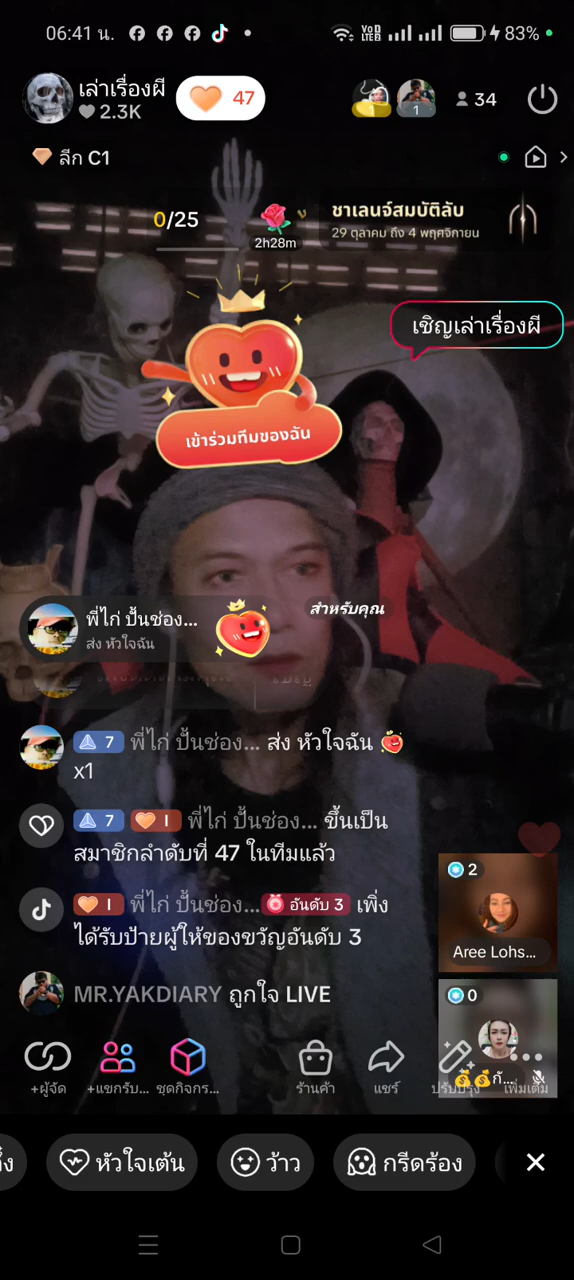 06:41 น.
VoD LTEB
83%
เล่าเรื่องผี
2.3K
47
1
34
ลีก C1
0/25
2h28m
ชาเลนจ์สมบัติลับ
29 ตุลาคม ถึง 4 พฤศจิกายน
เชิญเล่าเรื่องผี
เข้าร่วมทีมของฉัน
สำหรับคุณ
พี่ไก่ ปั้นช่อง...
ส่ง หัวใจฉัน
7 พี่ไก่ ปั้นช่อง... ส่ง หัวใจฉัน
x1
7 I พี่ไก่ ปั้นช่อง... ขึ้นเป็น
สมาชิกลำดับที่ 47 ในทีมแล้ว
I พี่ไก่ ปั้นช่อง... อันดับ 3 เพิ่ง
ได้รับป้ายผู้ให้ของขวัญอันดับ 3
2
Aree Lohs...
MR.YAKDIARY ถูกใจ LIVE
0
+ผู้จัด
+แขกรับ...
ชุดกิจกร...
ร้านค้า
แชร์
ปรับปรุง
เพิ่มเติม
หัวใจเต้น
ว้าว
กรีดร้อง